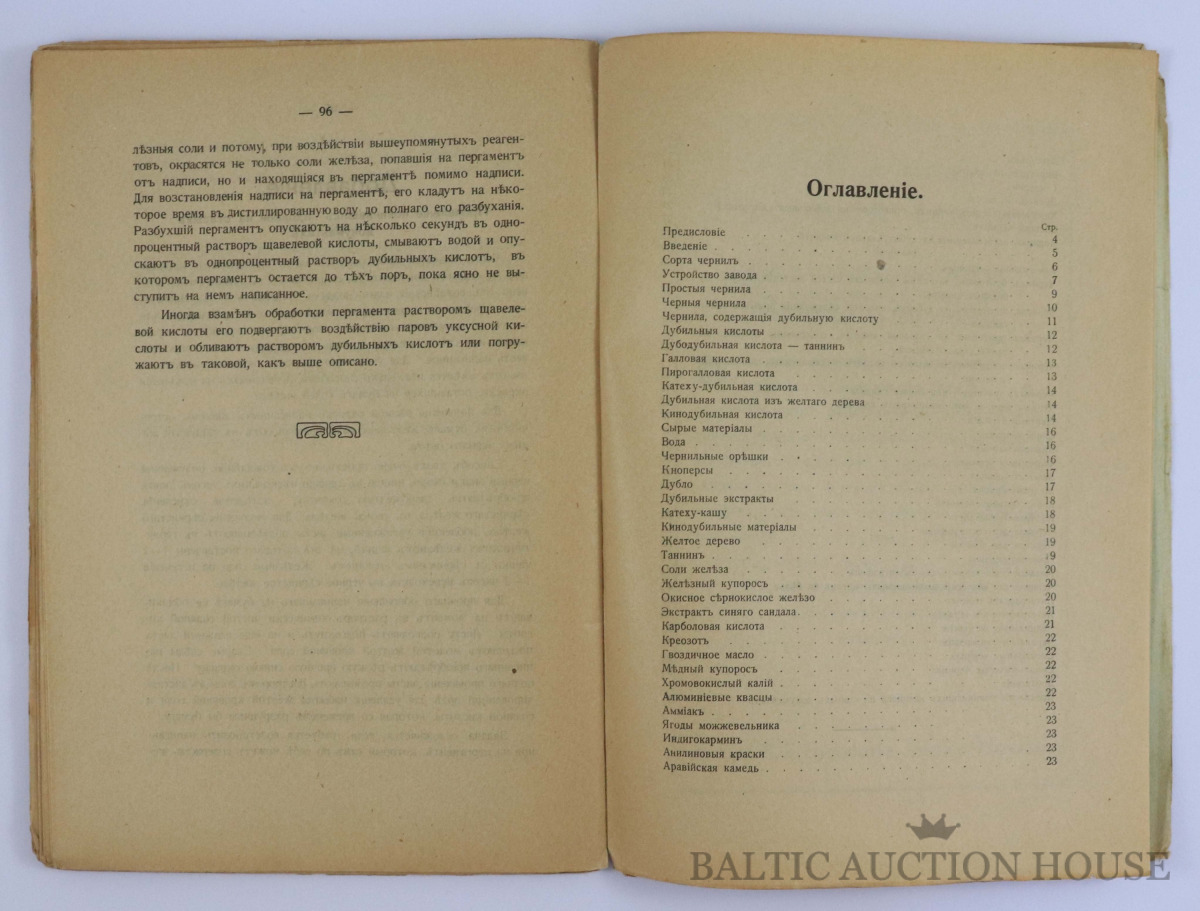 — 96 —
лѣзныя соли и потому, при воздѣйствіи вышеупомянутыхъ реаген-
товъ, окрасятся не только соли желѣза, попавшія на пергаментъ
отъ надписи, но и находящіяся въ пергаментѣ помимо надписи.
Для возстановленія надписи на пергаментѣ, его кладутъ на нѣко-
торое время въ дистиллированную воду до полнаго его разбуханія.
Разбухшій пергаментъ опускаютъ на нѣсколько секундъ въ одно-
процентный растворъ щавелевой кислоты, смываютъ водой и опу-
скаютъ въ однопроцентный растворъ дубильныхъ кислотъ, въ
которомъ пергаментъ остается до тѣхъ поръ, пока ясно не вы-
ступитъ на немъ написанное.
Иногда взамѣнъ обработки пергамента растворомъ щавеле-
вой кислоты его подвергаютъ воздѣйствію паровъ уксусной ки-
слоты и обливаютъ растворомъ дубильныхъ кислотъ или погру-
жаютъ въ таковой, какъ выше описано.
Оглавленіе.
Стр.
Предисловіе 4
Введеніе 5
Сорта чернилъ 6
Устройство завода 7
Простыя чернила 9
Черныя чернила 10
Чернила, содержащія дубильную кислоту 11
Дубильныя кислоты 12
Дубодубильная кислота — таннинъ 12
Галловая кислота 13
Пирогалловая кислота 13
Катеху-дубильная кислота 14
Дубильная кислота изъ желтаго дерева 14
Кинодубильная кислота 14
Сырые матеріалы 16
Вода 16
Чернильные орѣшки 16
Кноперсы 17
Дубло 17
Дубильные экстракты 18
Катеху-кашу 18
Кинодубильные матеріалы 19
Желтое дерево 19
Таннинъ 19
Соли желѣза 20
Желѣзный купоросъ 20
Окисное сѣрнокислое желѣзо 20
Экстрактъ синяго сандала 21
Карболовая кислота 21
Креозотъ 22
Гвоздичное масло 22
Мѣдный купоросъ 22
Хромовокислый калій 22
Алюминіевые квасцы 22
Амміакъ 23
Ягоды можжевельника 23
Индигокарминъ 23
Анилиновыя краски 23
Аравійская камедь 23
BALTIC AUCTION HOUSE